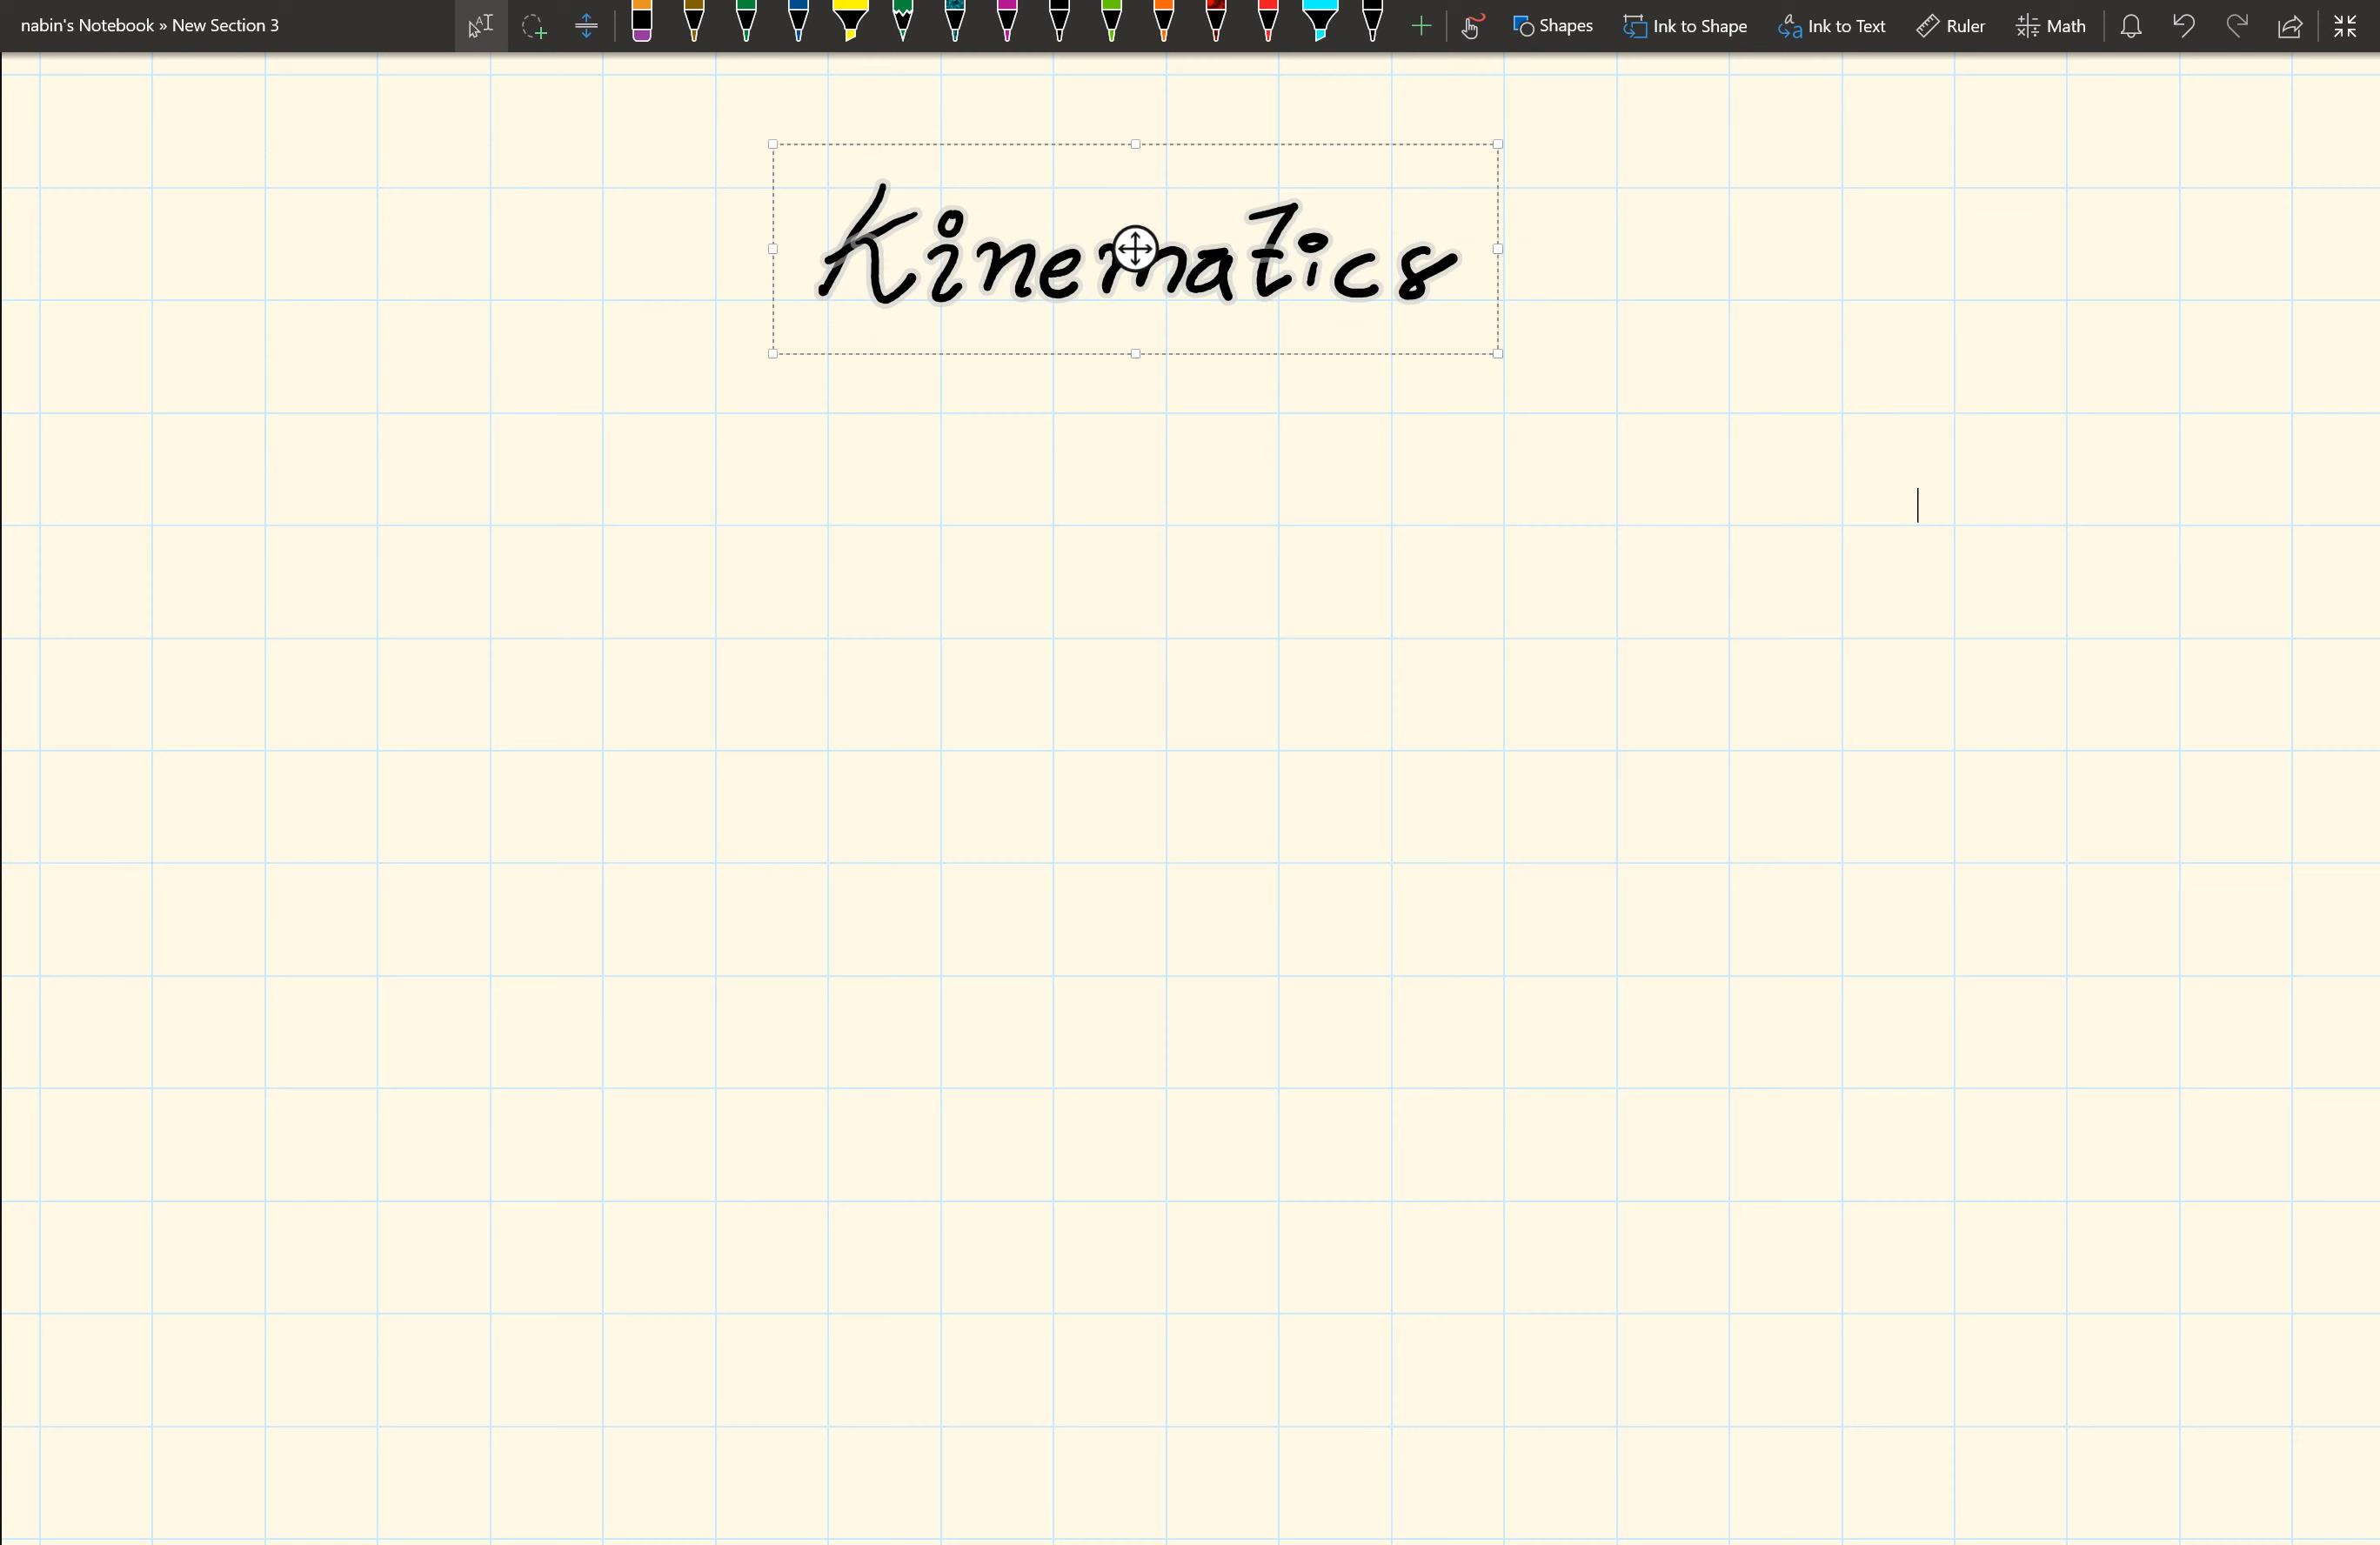 nabin's Notebook » New Section 3
Shapes
Ink to Shape
Ink to Text
Ruler
Math
Kinematics